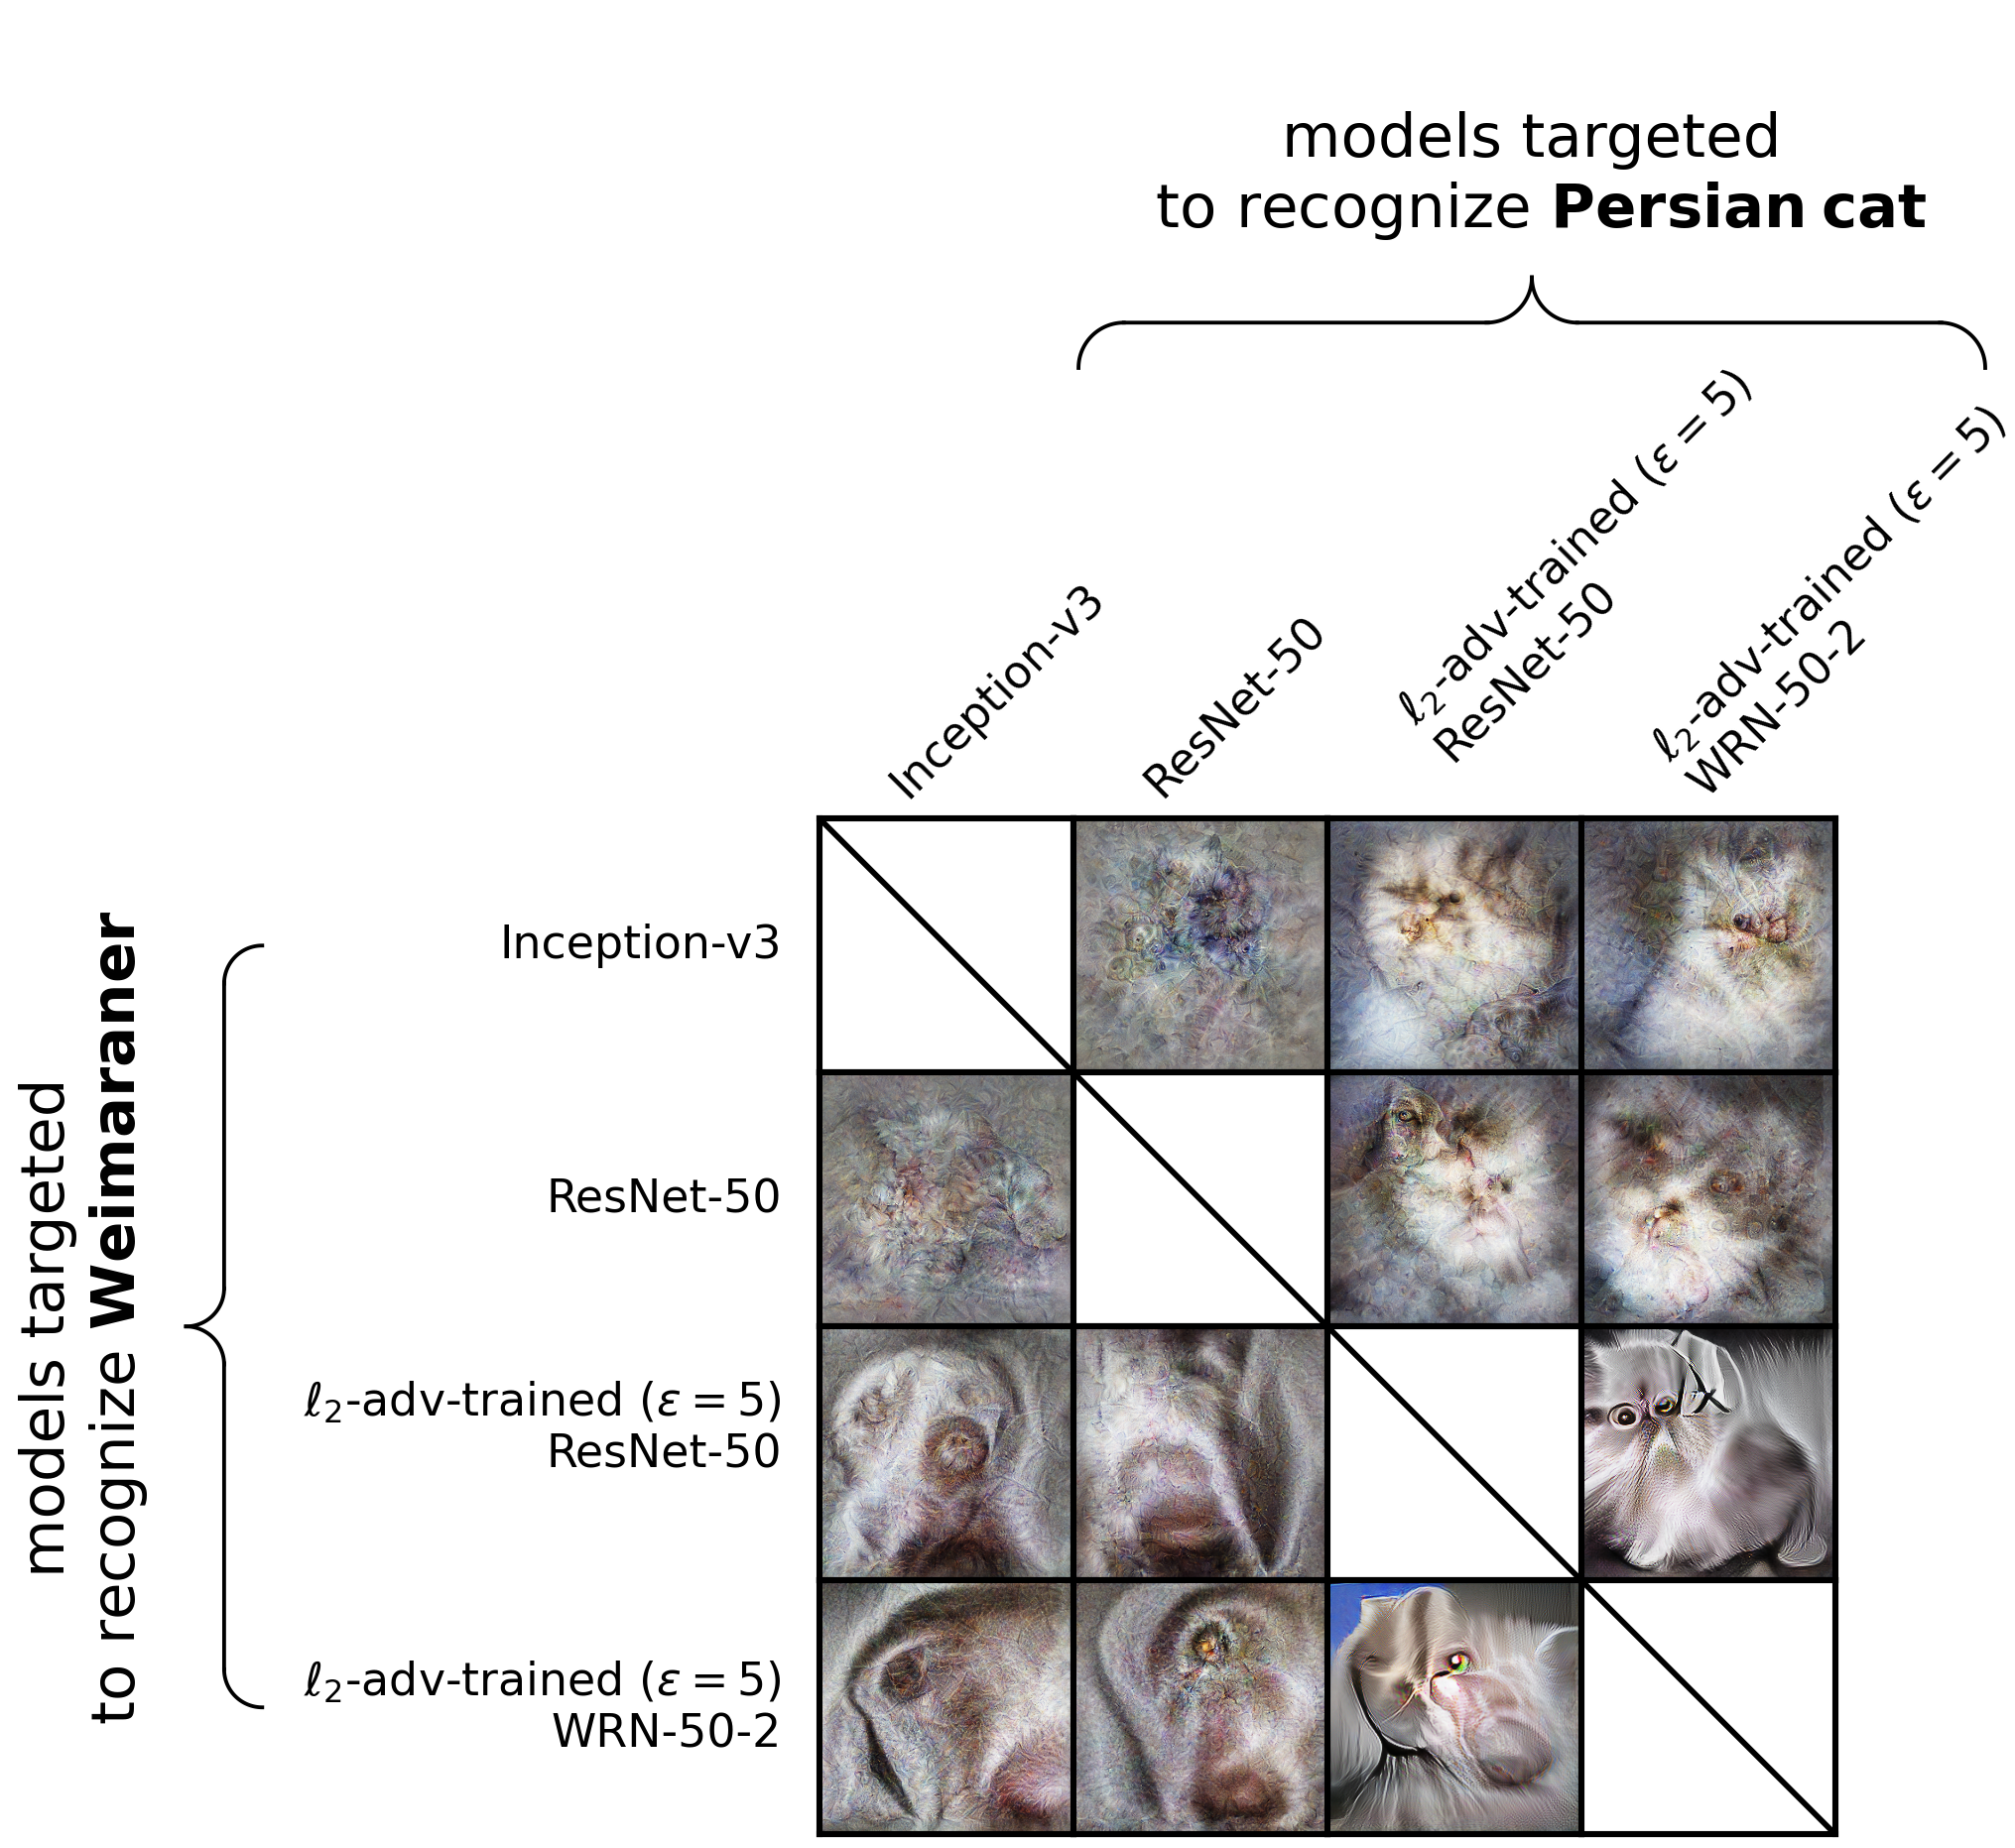 models targeted
to recognize Persian cat
Inception-v3
ResNet-50
ℓ₂-adv-trained (ε = 5)
ResNet-50
ℓ₂-adv-trained (ε = 5)
WRN-50-2
models targeted
to recognize Weimaraner
Inception-v3
ResNet-50
ℓ₂-adv-trained (ε = 5)
ResNet-50
ℓ₂-adv-trained (ε = 5)
WRN-50-2